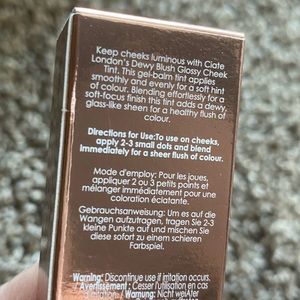 Keep cheeks luminous with Ciate
London's Dewy Blush Glossy Cheek
Tint. This gel-balm tint applies
smoothly and evenly for a soft hint
of colour. Blending effortlessly for a
soft-focus finish this tint adds a dewy,
glass-like sheen for a healthy flush of
colour.
Directions for Use:To use on cheeks,
apply 2-3 small dots and blend
immediately for a sheer flush of colour.
Mode d'emploi: Pour les joues,
appliquer 2 ou 3 petits points et
mélanger immédiatement pour une
coloration éclatante.
Gebrauchsanweisung: Um es auf die
Wangen aufzutragen, tragen Sie 2-3
kleine Punkte auf und mischen Sie
diese sofort zu einem schieren
Farbspiel.
Warning: Discontinue use if irritation occurs.
Avertissement : Cesser l'utilisation en cas
Warnung: Nicht